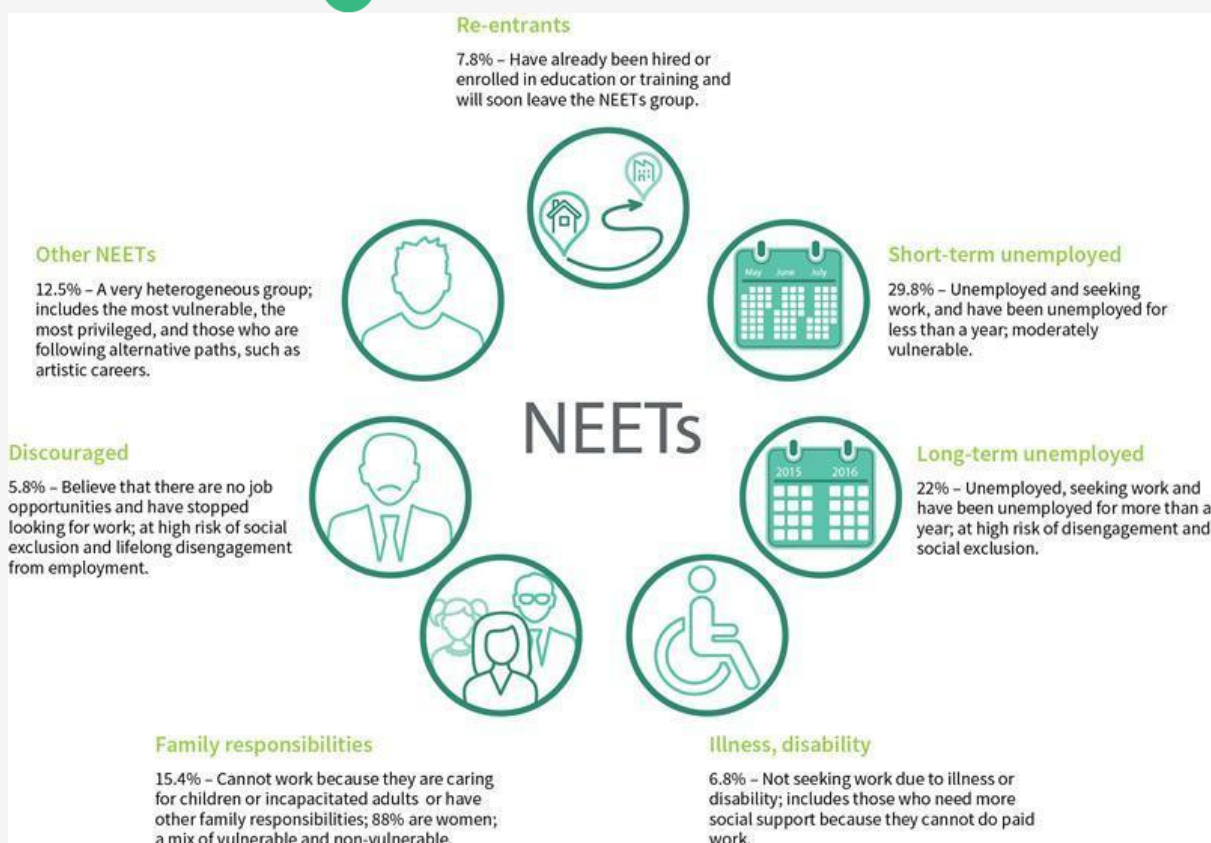 Re-entrants
7.8% – Have already been hired or
enrolled in education or training and
will soon leave the NEETs group.
Other NEETs
12.5% – A very heterogeneous group;
includes the most vulnerable, the
most privileged, and those who are
following alternative paths, such as
artistic careers.
May June July
Short-term unemployed
29.8% – Unemployed and seeking
work, and have been unemployed for
less than a year; moderately
vulnerable.
NEETs
Discouraged
5.8% – Believe that there are no job
opportunities and have stopped
looking for work; at high risk of social
exclusion and lifelong disengagement
from employment.
2015 2016
Long-term unemployed
22% – Unemployed, seeking work and
have been unemployed for more than a
year; at high risk of disengagement and
social exclusion.
Family responsibilities
15.4% – Cannot work because they are caring
for children or incapacitated adults or have
other family responsibilities; 88% are women;
a mix of vulnerable and non-vulnerable.
Illness, disability
6.8% – Not seeking work due to illness or
disability; includes those who need more
social support because they cannot do paid
work.